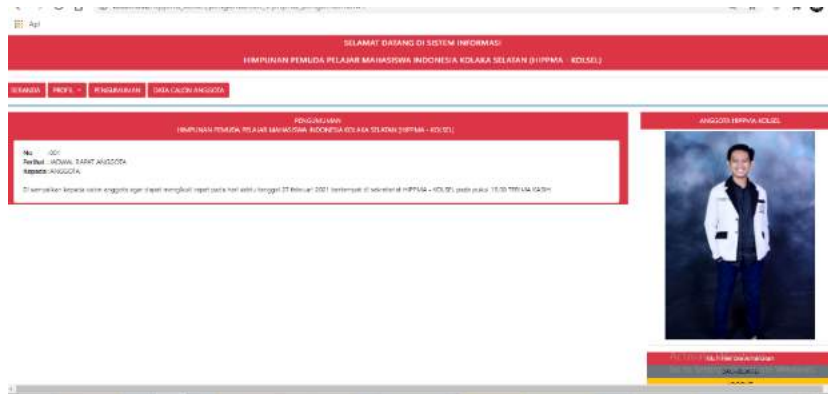 Apl
SELAMAT DATANG DI SISTEM INFORMASI
HIMPUNAN PEMUDA PELAJAR MAHASISWA INDONESIA KOLAKA SELATAN (HIPPMA - KOLSEL)
BERANDA PROFIL PENGUMUMAN DATA CALON ANGGOTA
PENGUMUMAN
HIMPUNAN PEMUDA PELAJAR MAHASISWA INDONESIA KOLAKA SELATAN (HIPPMA - KOLSEL)
ANGGOTA HIPPMA KOLSEL
No :001
Perihal : JADWAL RAPAT ANGGOTA
Kepada : ANGGOTA
Di sampaikan kepada calon anggota agar dapat mengikuti rapat pada hari sabtu tanggal 27 februari 2021 bertempat di sekretariat HIPPMA - KOLSEL pada pukul TERIMA KASIH